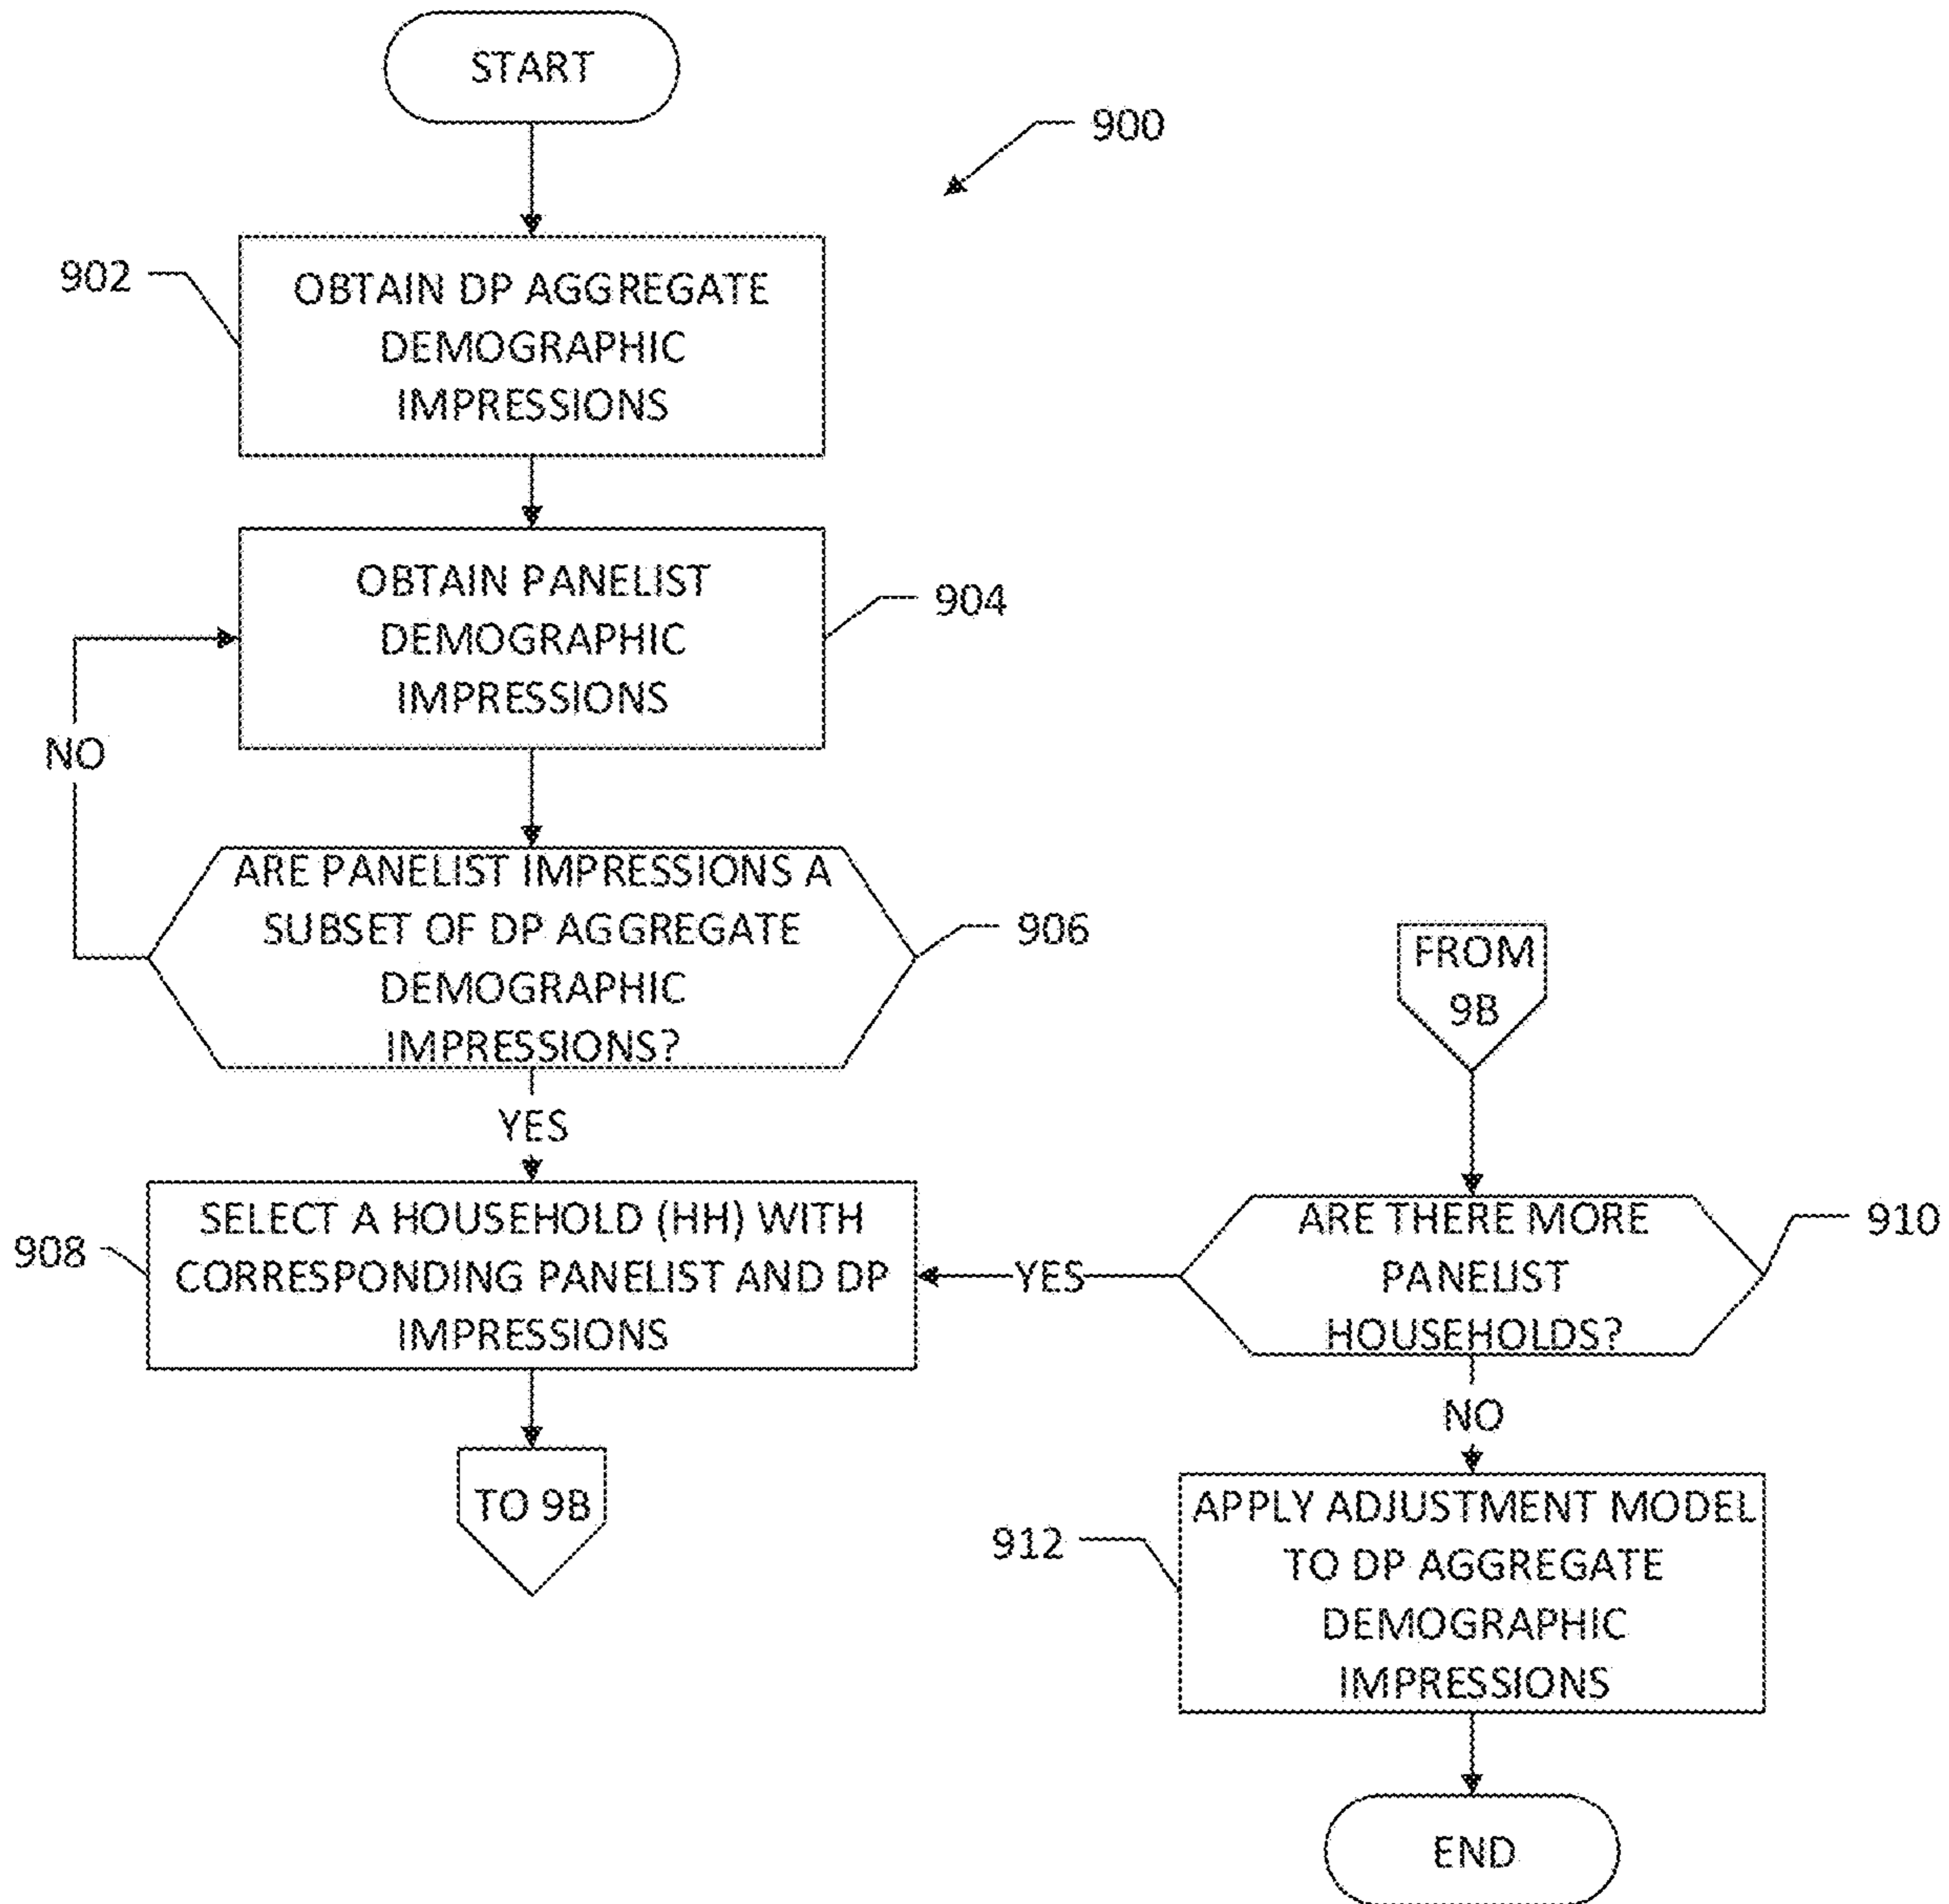 START
900
902
OBTAIN DP AGGREGATE
DEMOGRAPHIC
IMPRESSIONS
OBTAIN PANELIST
DEMOGRAPHIC
IMPRESSIONS
904
NO
ARE PANELIST IMPRESSIONS A
SUBSET OF DP AGGREGATE
DEMOGRAPHIC
IMPRESSIONS?
906
YES
908
SELECT A HOUSEHOLD (HH) WITH
CORRESPONDING PANELIST AND DP
IMPRESSIONS
TO 9B
FROM
9B
ARE THERE MORE
PANELIST
HOUSEHOLDS?
910
YES
NO
912
APPLY ADJUSTMENT MODEL
TO DP AGGREGATE
DEMOGRAPHIC
IMPRESSIONS
END